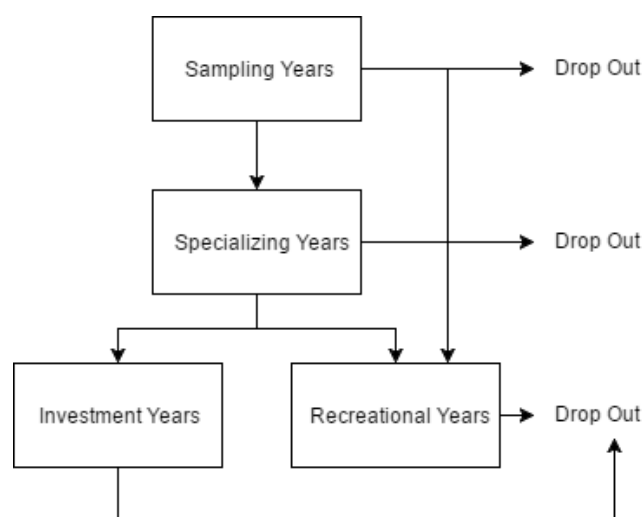 Sampling Years
Drop Out
Specializing Years
Drop Out
Investment Years
Recreational Years
Drop Out